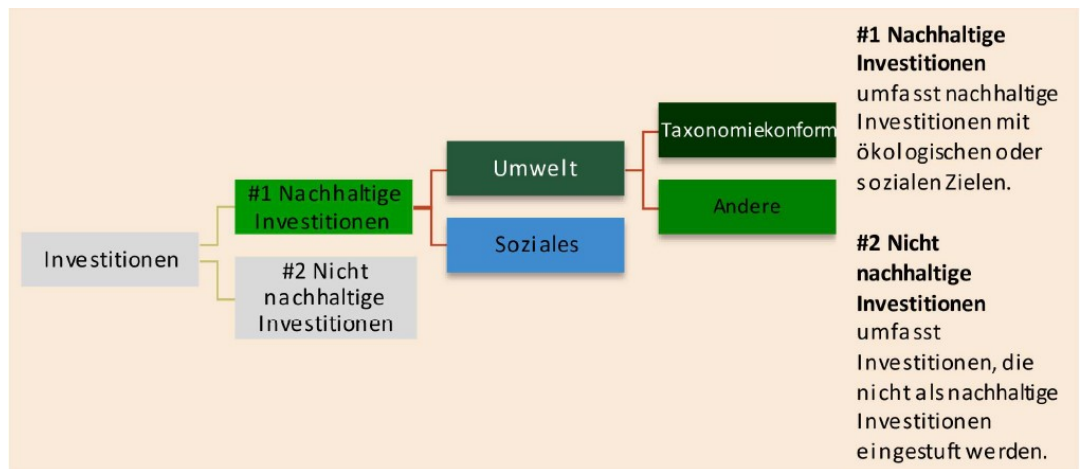 Investitionen
#1 Nachhaltige
Investitionen
#2 Nicht
nachhaltige
Investitionen
Umwelt
Soziales
Taxonomiekonform
Andere
#1 Nachhaltige
Investitionen
umfasst nachhaltige
Investitionen mit
ökologischen oder
sozialen Zielen.
#2 Nicht
nachhaltige
Investitionen
umfasst
Investitionen, die
nicht als nachhaltige
Investitionen
eingestuft werden.